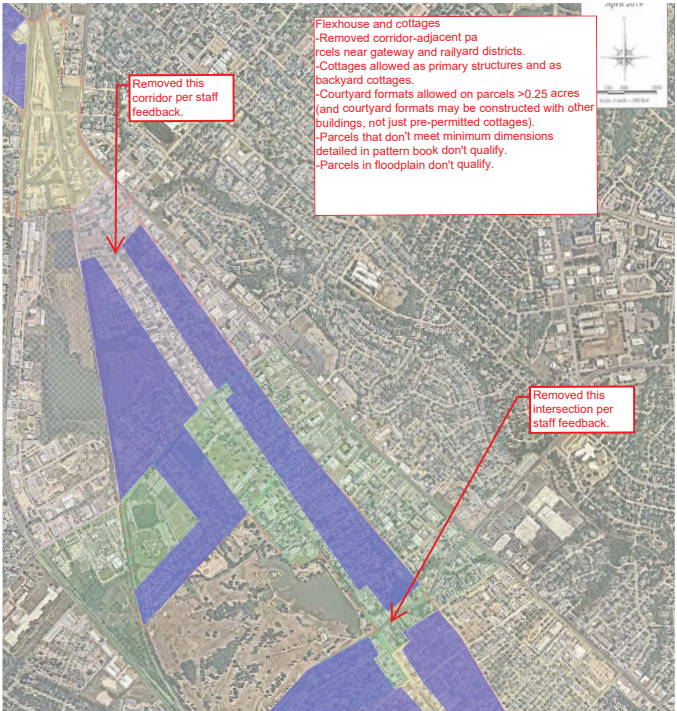 April 2019
Flexhouse and cottages
-Removed corridor-adjacent pa
rcels near gateway and railyard districts.
-Cottages allowed as primary structures and as
backyard cottages.
-Courtyard formats allowed on parcels >0.25 acres
(and courtyard formats may be constructed with other
buildings, not just pre-permitted cottages).
-Parcels that don't meet minimum dimensions
detailed in pattern book don't qualify.
-Parcels in floodplain don't qualify.
Removed this
corridor per staff
feedback.
Removed this
intersection per
staff feedback.